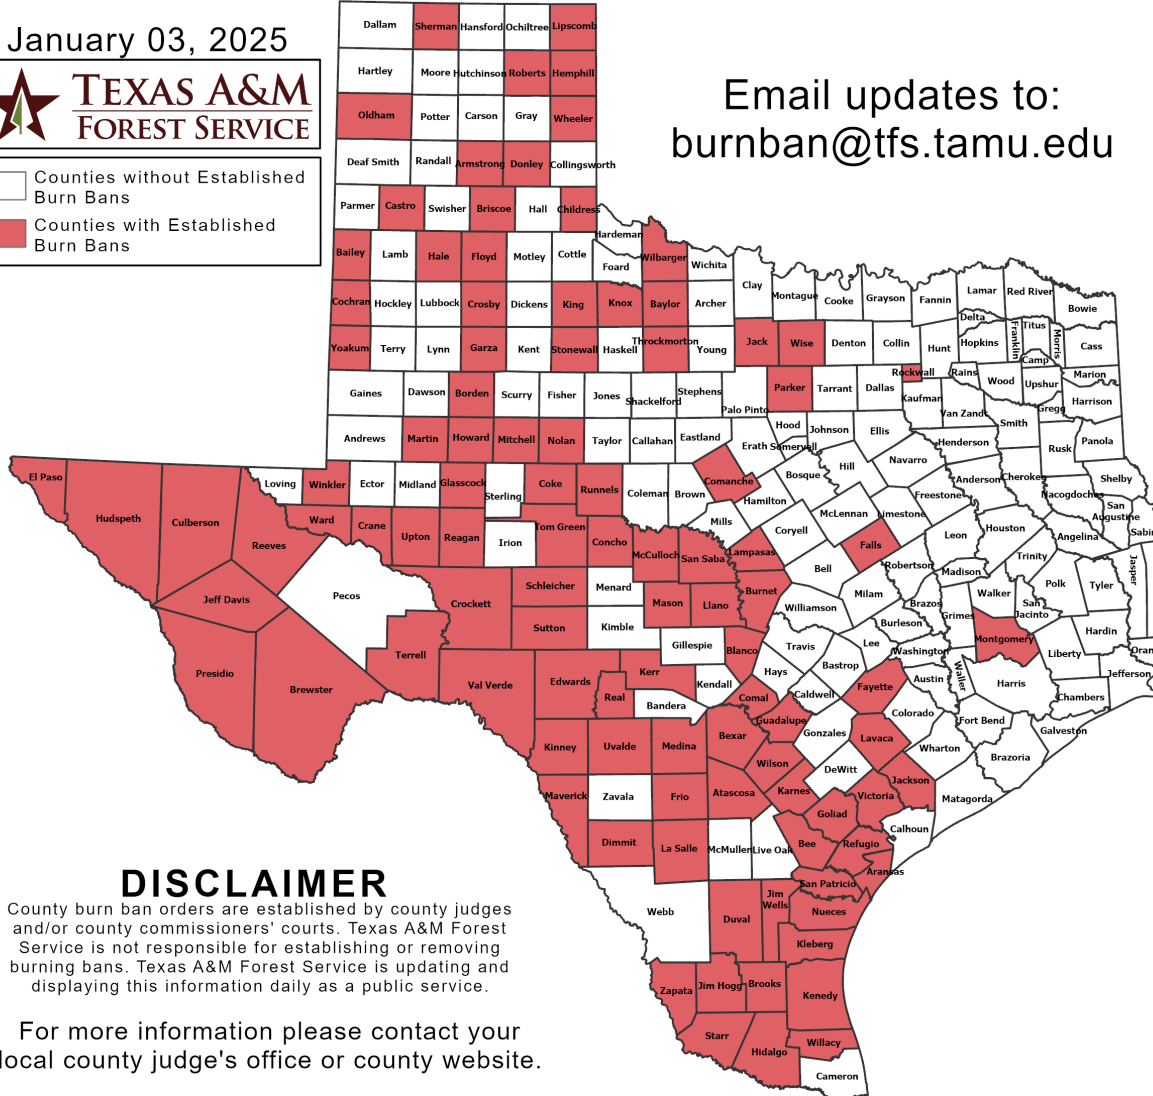 January 03, 2025
TEXAS A&M
FOREST SERVICE
Counties without Established
Burn Bans
Counties with Established
Burn Bans
Email updates to:
burnban@tfs.tamu.edu
Dallam Sherman Hansford Ochiltree Lipscomb
Hartley Moore Hutchinson Roberts Hemphill
Oldham Potter Carson Gray Wheeler
Deaf Smith Randall Armstrong Donley Collingsworth
Parmer Castro Swisher Briscoe Hall Childress
Hardeman
Bailey Lamb Hale Floyd Motley Cottle Foard Wilbarger Wichita
Clay Montague Cooke Grayson Fannin Lamar Red River Bowie
Cochran Hockley Lubbock Crosby Dickens King Knox Baylor Archer
Delta Titus Franklin Morris
Yoakum Terry Lynn Garza Kent Stonewall Haskell Throckmorton Young Jack Wise Denton Collin Hunt Hopkins Camp Cass
Rockwall Rains Wood Upshur Marion
Gaines Dawson Borden Scurry Fisher Jones Shackelford Stephens Palo Pinto Parker Tarrant Dallas Kaufman Van Zandt Gregg Harrison
Andrews Martin Howard Mitchell Nolan Taylor Callahan Eastland Erath Hood Somervell Johnson Ellis Henderson Smith Rusk Panola
El Paso Loving Winkler Ector Midland Glasscock Sterling Coke Runnels Coleman Brown Comanche Hamilton Bosque Hill Navarro Freestone Anderson Cherokee Nacogdoches Shelby
Hudspeth Culberson Reeves Ward Crane Upton Reagan Irion Tom Green Concho McCulloch San Saba Mills Lampasas Coryell McLennan Limestone Falls Leon Houston Angelina San
Augustine Sabin
Jeff Davis Pecos Crockett Schleicher Menard Mason Llano Burnet Bell Milam Robertson Madison Walker Trinity Polk Tyler Jasper
Sutton Kimble Williamson Burleson Brazos Grimes San
Jacinto
Presidio Brewster Terrell Val Verde Edwards Kerr Real Gillespie Blanco Kendall Bandera Travis Hays Bastrop Lee Washington Montgomery Liberty Hardin Oran
Comal Caldwell Fayette Austin Waller Harris Chambers Jefferson
Guadalupe Gonzales Colorado Fort Bend Galveston
Kinney Uvalde Medina Bexar Wilson Lavaca Wharton Brazoria
Maverick Zavala Frio Atascosa Karnes DeWitt Victoria Jackson Matagorda
Dimmit La Salle McMullen Live Oak Bee Goliad Refugio Calhoun
Aransas
San Patricio
Webb Duval Jim
Wells Nueces
Kleberg
Zapata Jim Hogg Brooks Kenedy
Starr Hidalgo Willacy
Cameron
DISCLAIMER
County burn ban orders are established by county judges
and/or county commissioners' courts. Texas A&M Forest
Service is not responsible for establishing or removing
burning bans. Texas A&M Forest Service is updating and
displaying this information daily as a public service.
For more information please contact your
local county judge's office or county website.